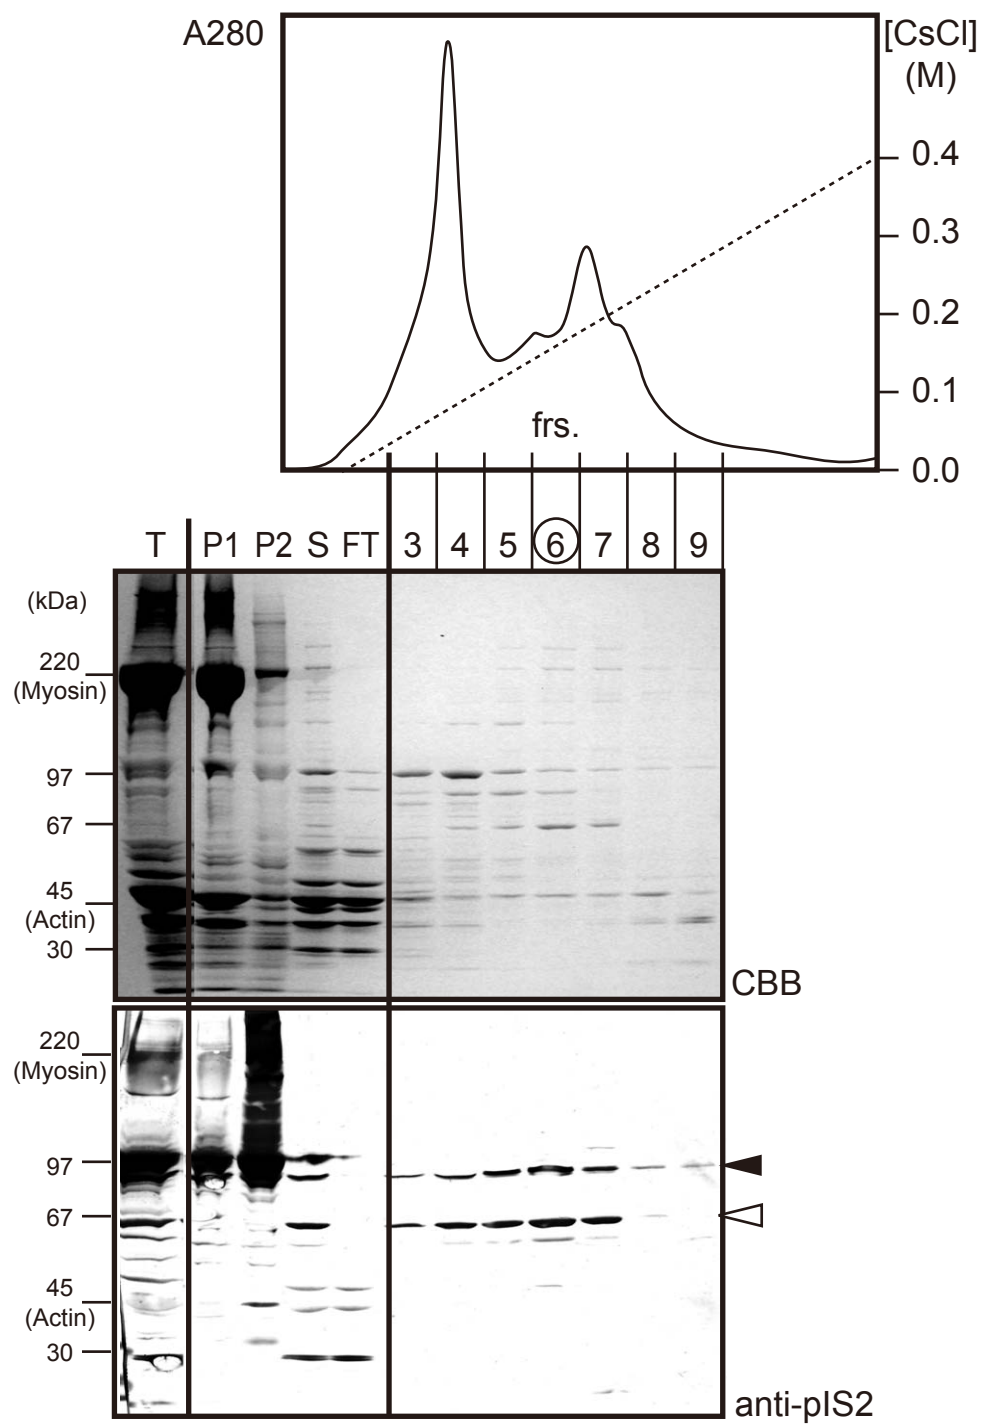 A280
[CsCl]
(M)
0.4
0.3
0.2
0.1
0.0
frs.
T P1 P2 S FT 3 4 5 6 7 8 9
(kDa)
220
(Myosin)
97
67
45
(Actin)
30
CBB
220
(Myosin)
97
67
45
(Actin)
30
anti-pIS2